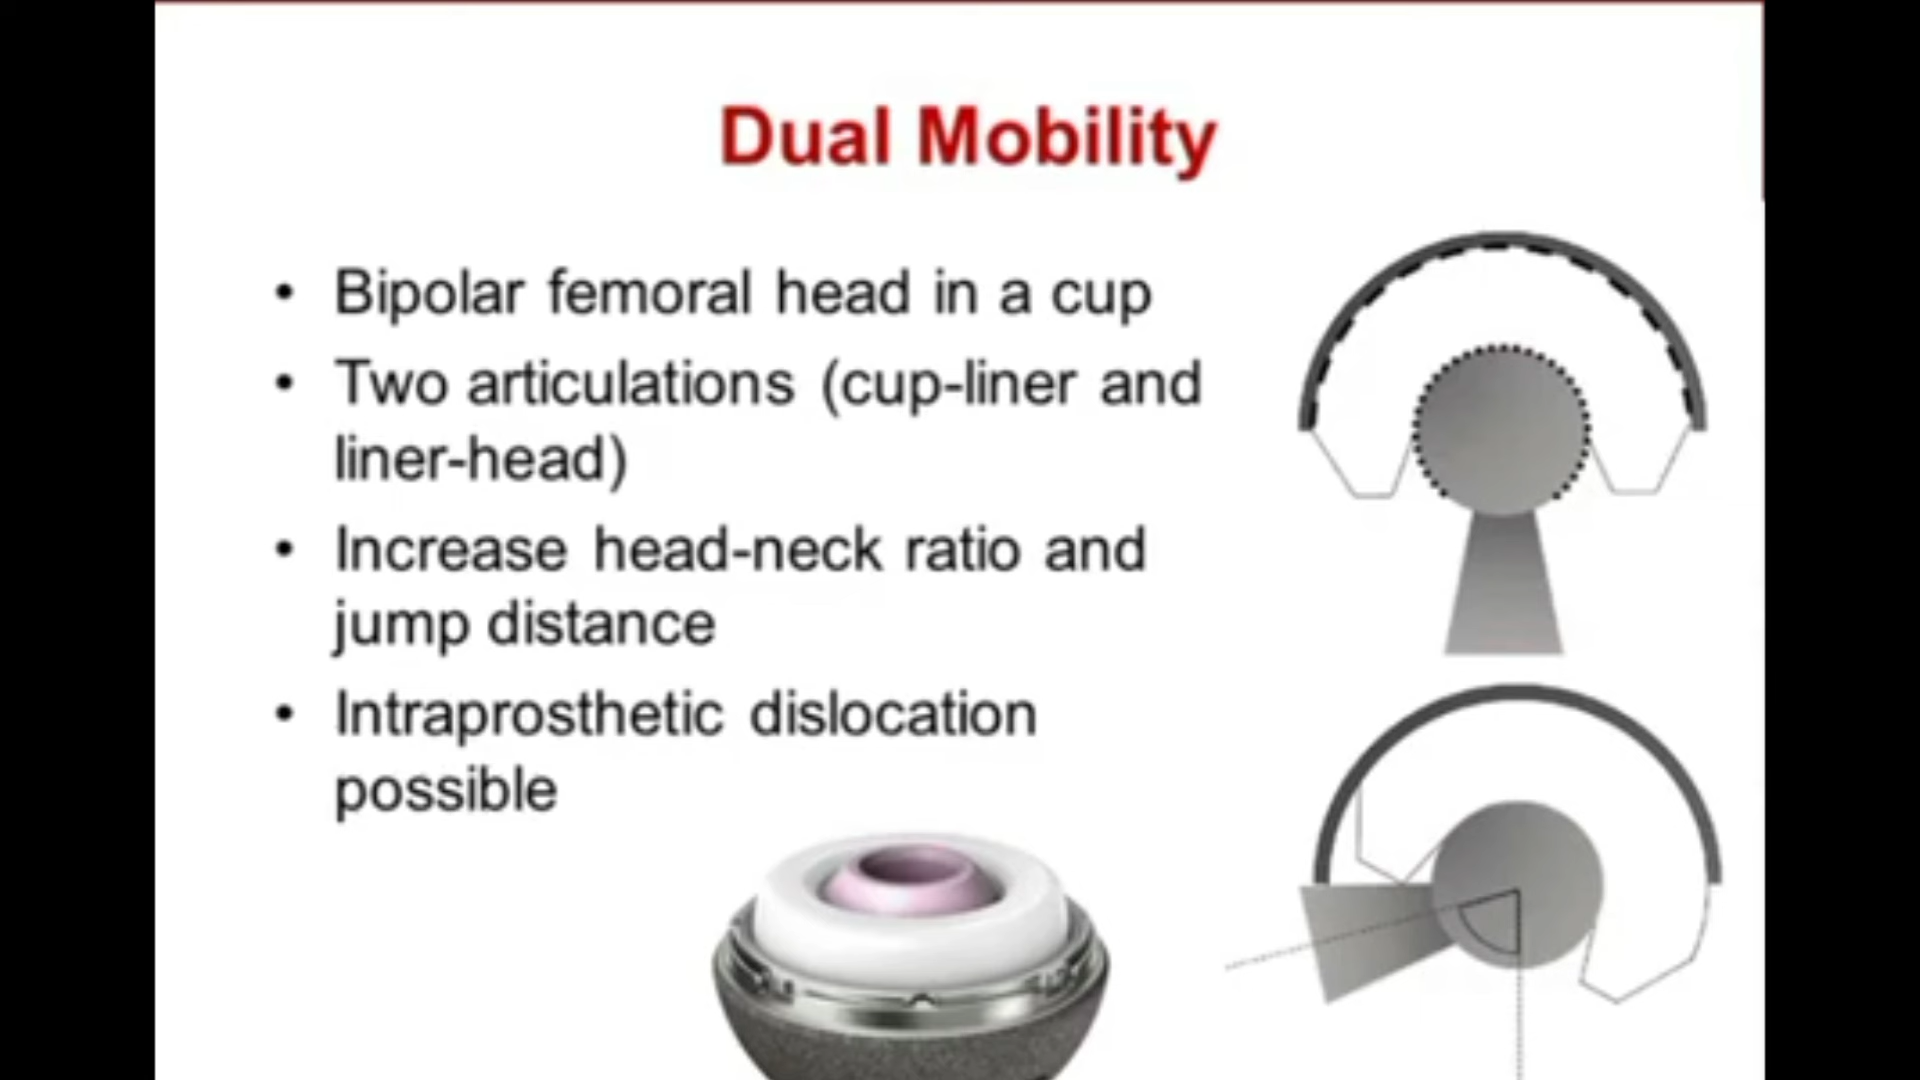 Dual Mobility
• Bipolar femoral head in a cup
• Two articulations (cup-liner and
liner-head)
• Increase head-neck ratio and
jump distance
• Intraprosthetic dislocation
possible